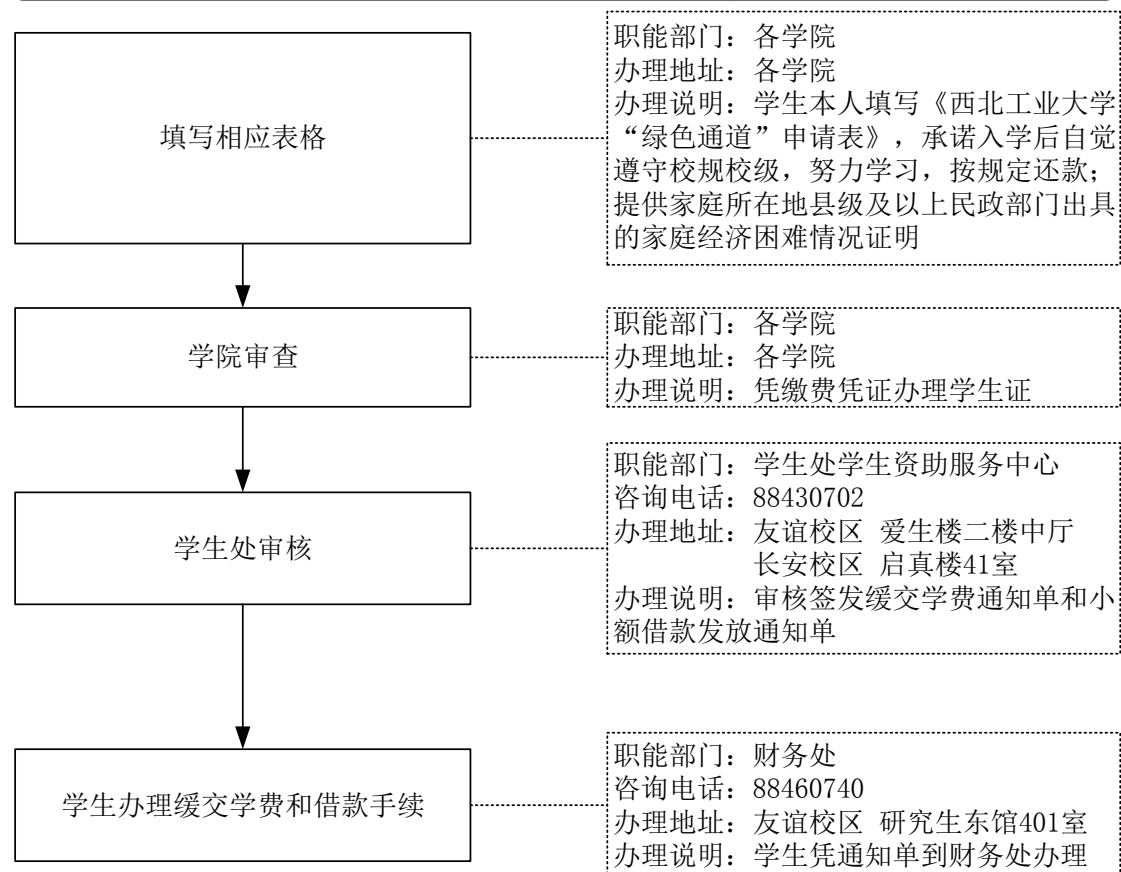 填写相应表格
职能部门：各学院
办理地址：各学院
办理说明：学生本人填写《西北工业大学
“绿色通道”申请表》，承诺入学后自觉
遵守校规校级，努力学习，按规定还款；
提供家庭所在地县级及以上民政部门出具
的家庭经济困难情况证明
学院审查
职能部门：各学院
办理地址：各学院
办理说明：凭缴费凭证办理学生证
学生处审核
职能部门：学生处学生资助服务中心
咨询电话：88430702
办理地址：友谊校区 爱生楼二楼中厅
长安校区 启真楼41室
办理说明：审核签发缓交学费通知单和小
额借款发放通知单
学生办理缓交学费和借款手续
职能部门：财务处
咨询电话：88460740
办理地址：友谊校区 研究生东馆401室
办理说明：学生凭通知单到财务处办理